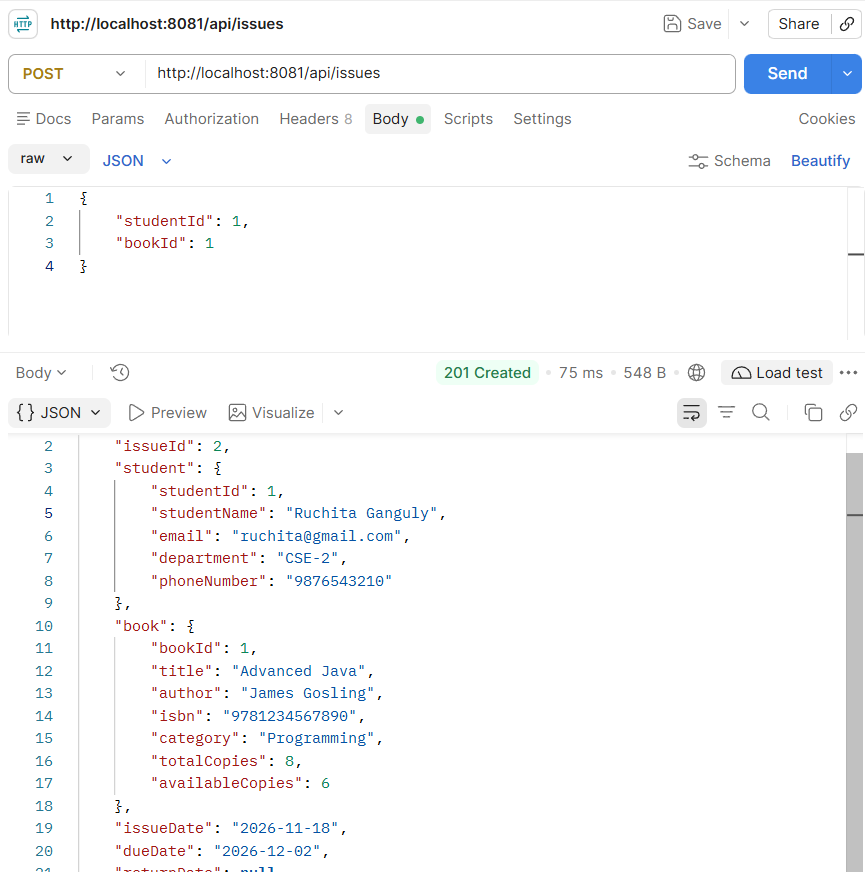 HTTP http://localhost:8081/api/issues Save Share
POST http://localhost:8081/api/issues Send
Docs Params Authorization Headers 8 Body Scripts Settings Cookies
raw JSON Schema Beautify
1 {
2 "studentId": 1,
3 "bookId": 1
4 }
Body 201 Created • 75 ms • 548 B • Load test
{} JSON Preview Visualize
2 "issueId": 2,
3 "student": {
4 "studentId": 1,
5 "studentName": "Ruchita Ganguly",
6 "email": "ruchita@gmail.com",
7 "department": "CSE-2",
8 "phoneNumber": "9876543210"
9 },
10 "book": {
11 "bookId": 1,
12 "title": "Advanced Java",
13 "author": "James Gosling",
14 "isbn": "9781234567890",
15 "category": "Programming",
16 "totalCopies": 8,
17 "availableCopies": 6
18 },
19 "issueDate": "2026-11-18",
20 "dueDate": "2026-12-02",
21 "returnDate": null